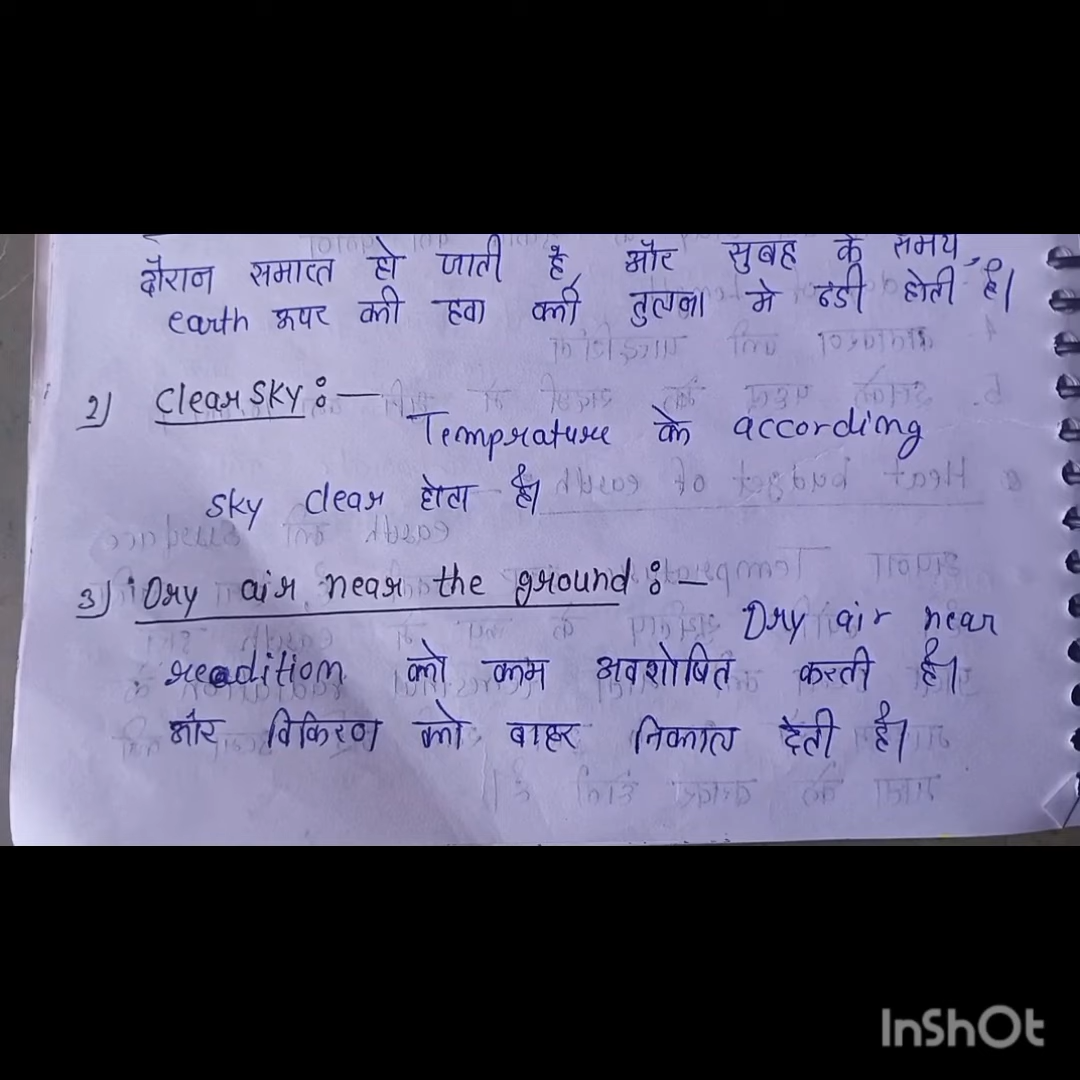 दौरान समाप्त हो जाती है, और सुबह के समय,
earth ऊपर की हवा की तुलना मे ठंडी होती है।
2) Clear SKY :—
Temprature के according
sky clear होता है।
3) Dry air near the ground :—
Dry air near
readition को कम अवशोषित करती है।
और विकिरण को बाहर निकाल देती है।
InShOt